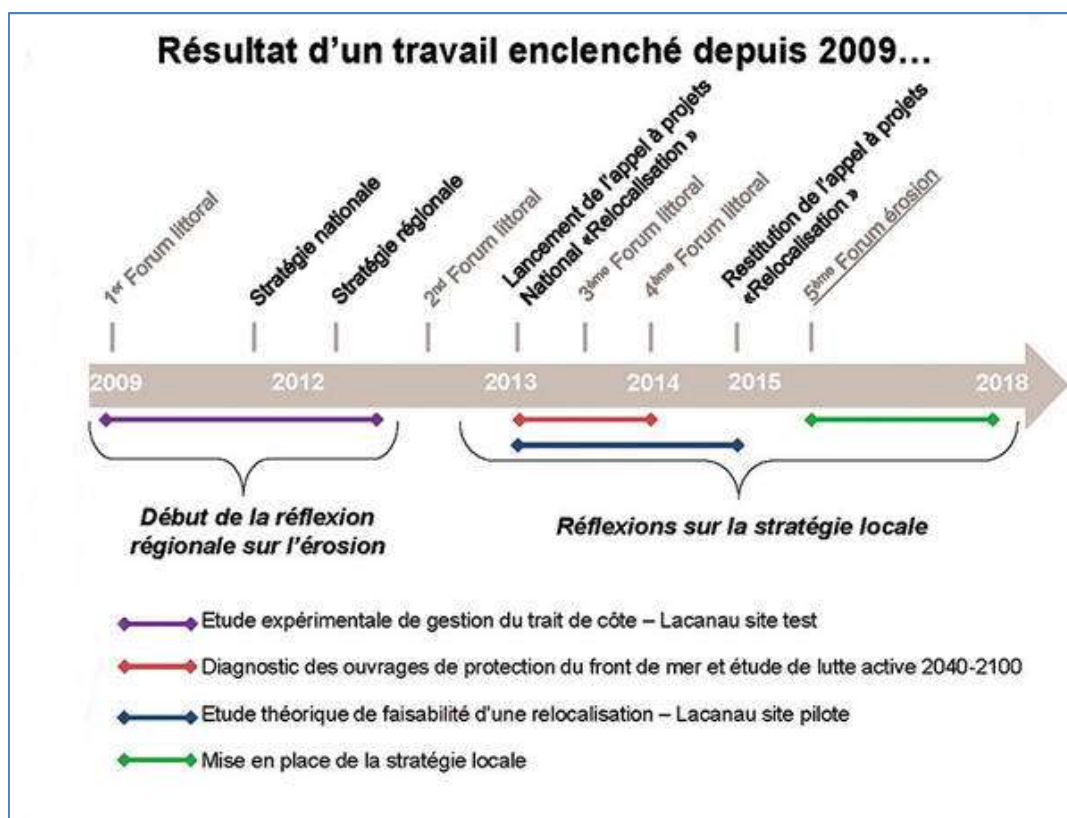 Résultat d’un travail enclenché depuis 2009…
1er Forum littoral
Stratégie nationale
Stratégie régionale
2nd Forum littoral
Lancement de l'appel à projets
National «Relocalisation »
3ème Forum littoral
4ème Forum littoral
Restitution de l'appel à projets
«Relocalisation »
5ème Forum érosion
2009
2012
2013
2014
2015
2018
Début de la réflexion
régionale sur l’érosion
Réflexions sur la stratégie locale
Etude expérimentale de gestion du trait de côte – Lacanau site test
Diagnostic des ouvrages de protection du front de mer et étude de lutte active 2040-2100
Etude théorique de faisabilité d'une relocalisation – Lacanau site pilote
Mise en place de la stratégie locale